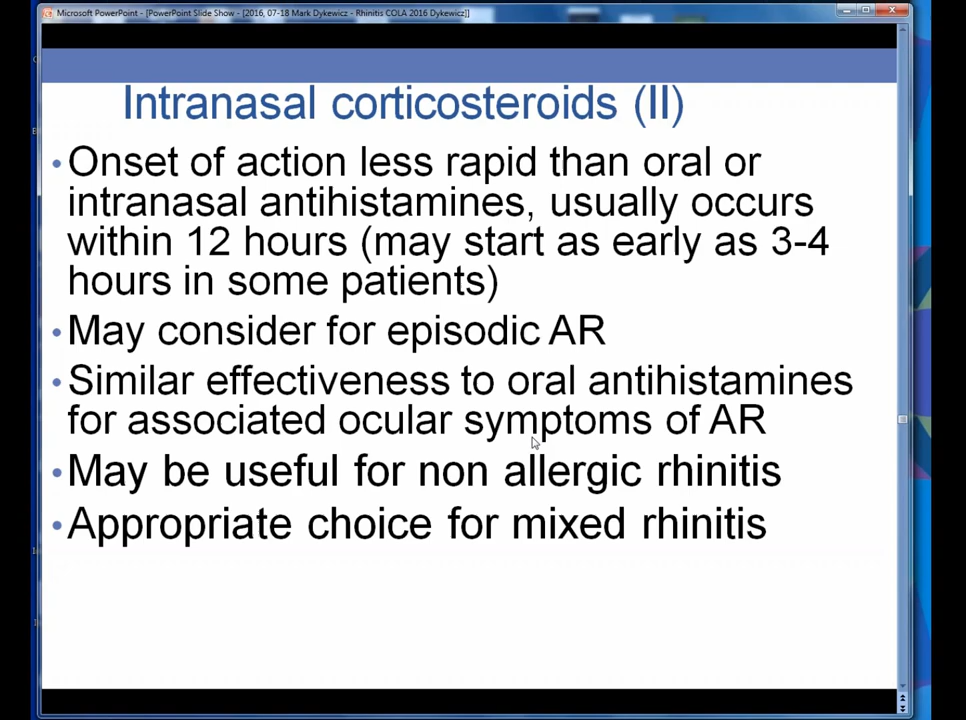 Microsoft PowerPoint - [PowerPoint Slide Show - [2016, 07-18 Mark Dykewicz - Rhinitis COLA 2016 Dykewicz]]
Intranasal corticosteroids (II)
•Onset of action less rapid than oral or
intranasal antihistamines, usually occurs
within 12 hours (may start as early as 3-4
hours in some patients)
•May consider for episodic AR
•Similar effectiveness to oral antihistamines
for associated ocular symptoms of AR
•May be useful for non allergic rhinitis
•Appropriate choice for mixed rhinitis